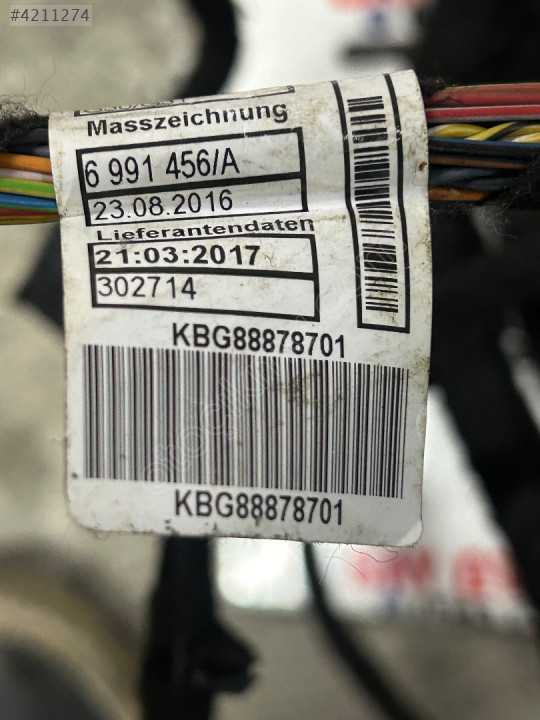 #4211274
Masszeichnung
6 991 456/A
23.08.2016
Lieferantendaten
21:03:2017
302714
KBG88878701
KBG88878701